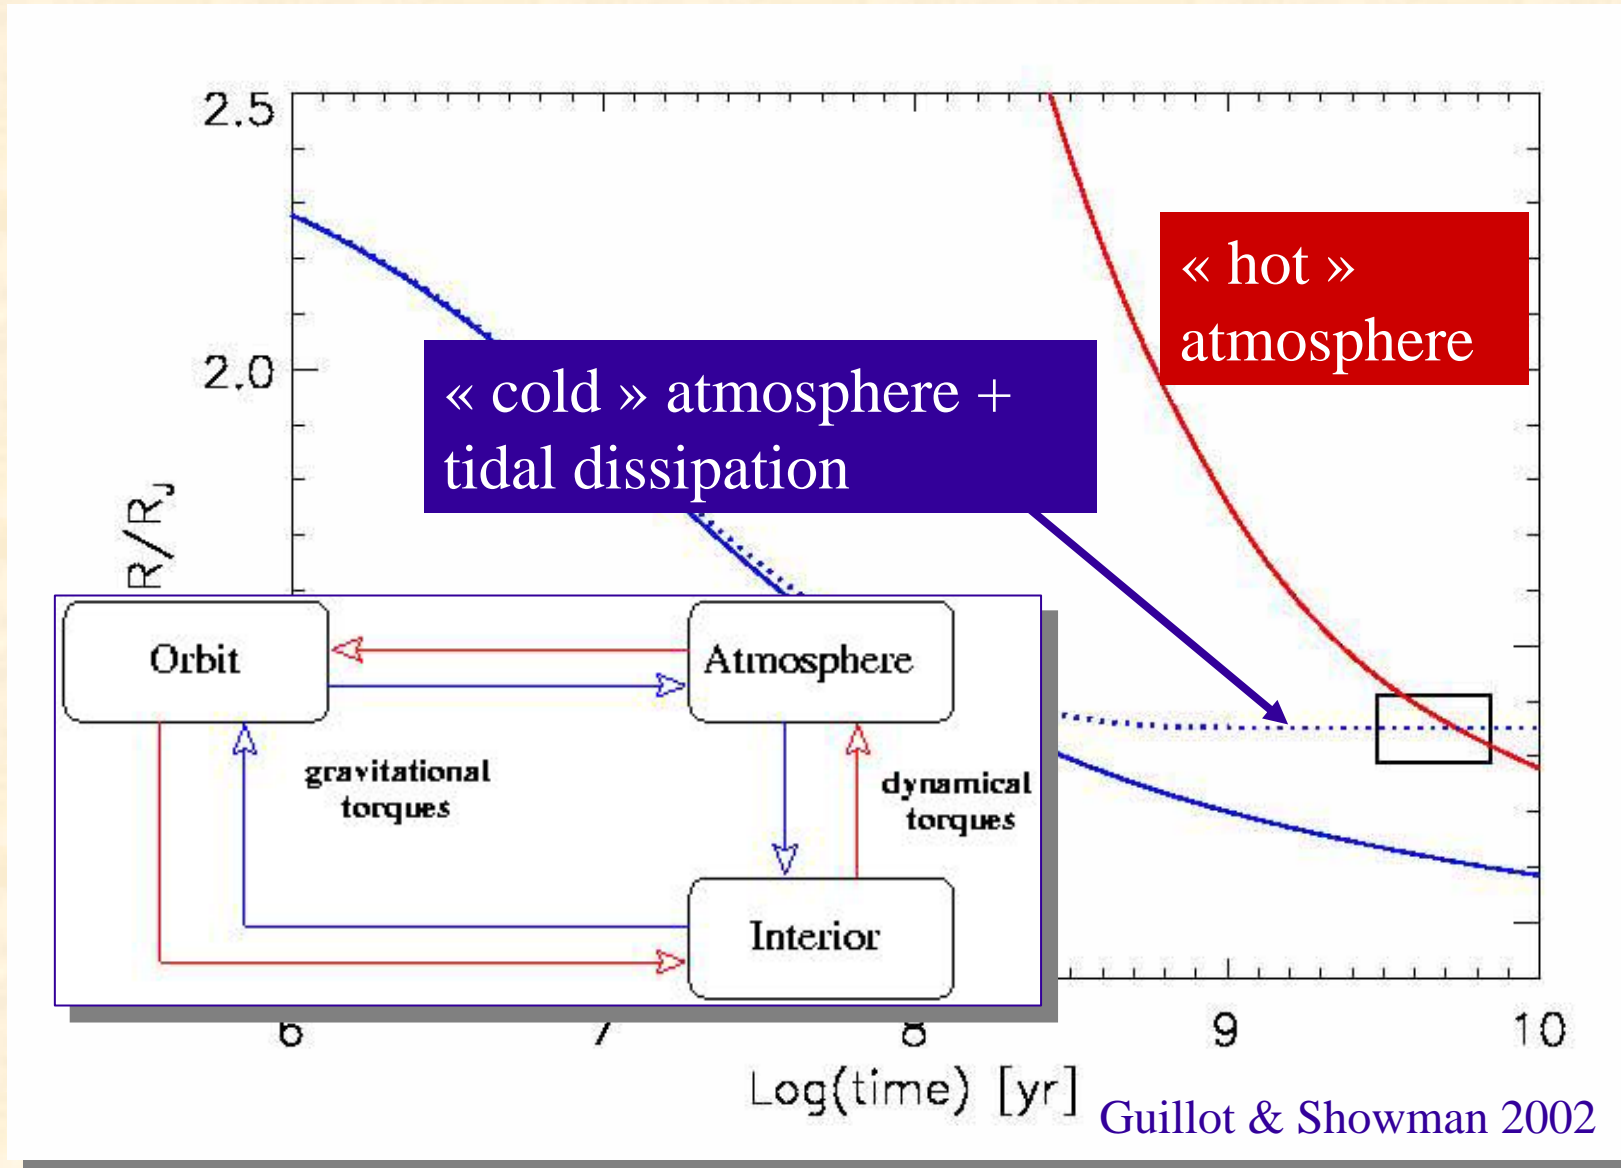 2.5
2.0
R/R_J
« hot »
atmosphere
« cold » atmosphere +
tidal dissipation
Orbit
Atmosphere
gravitational
torques
dynamical
torques
Interior
6 7 8 9 10
Log(time) [yr]
Guillot & Showman 2002